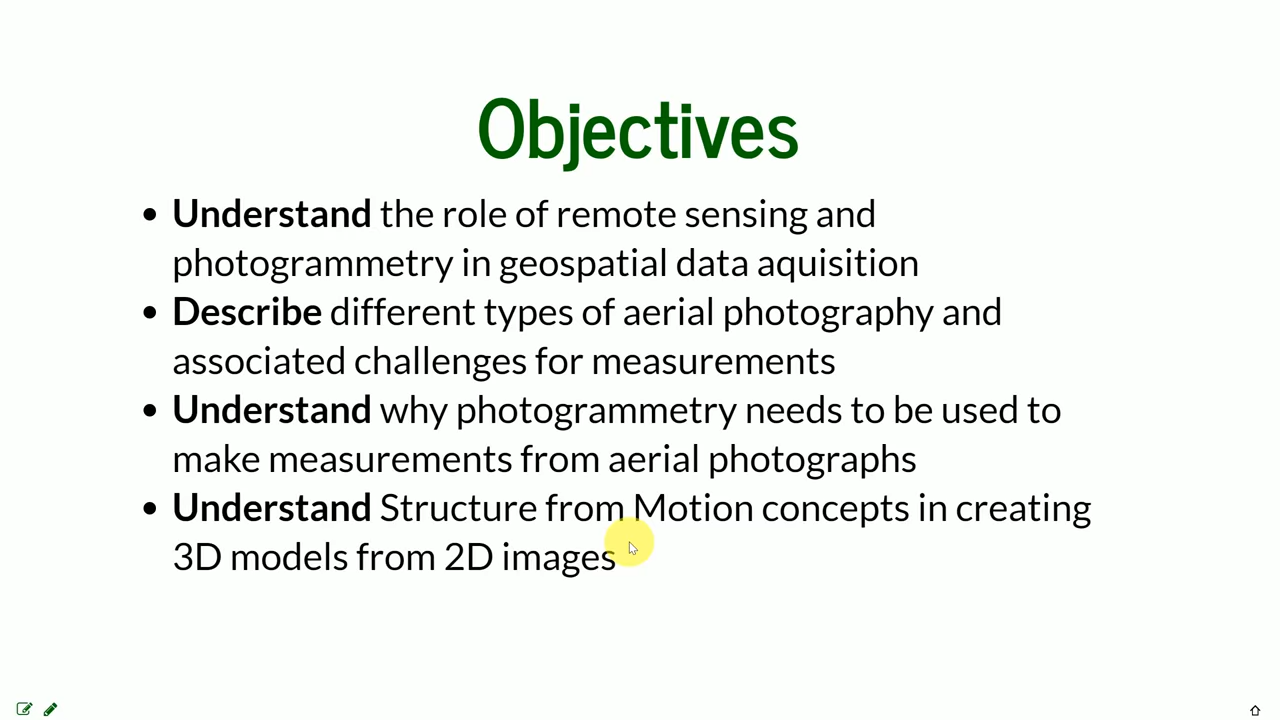 Objectives
• Understand the role of remote sensing and
photogrammetry in geospatial data aquisition
• Describe different types of aerial photography and
associated challenges for measurements
• Understand why photogrammetry needs to be used to
make measurements from aerial photographs
• Understand Structure from Motion concepts in creating
3D models from 2D images